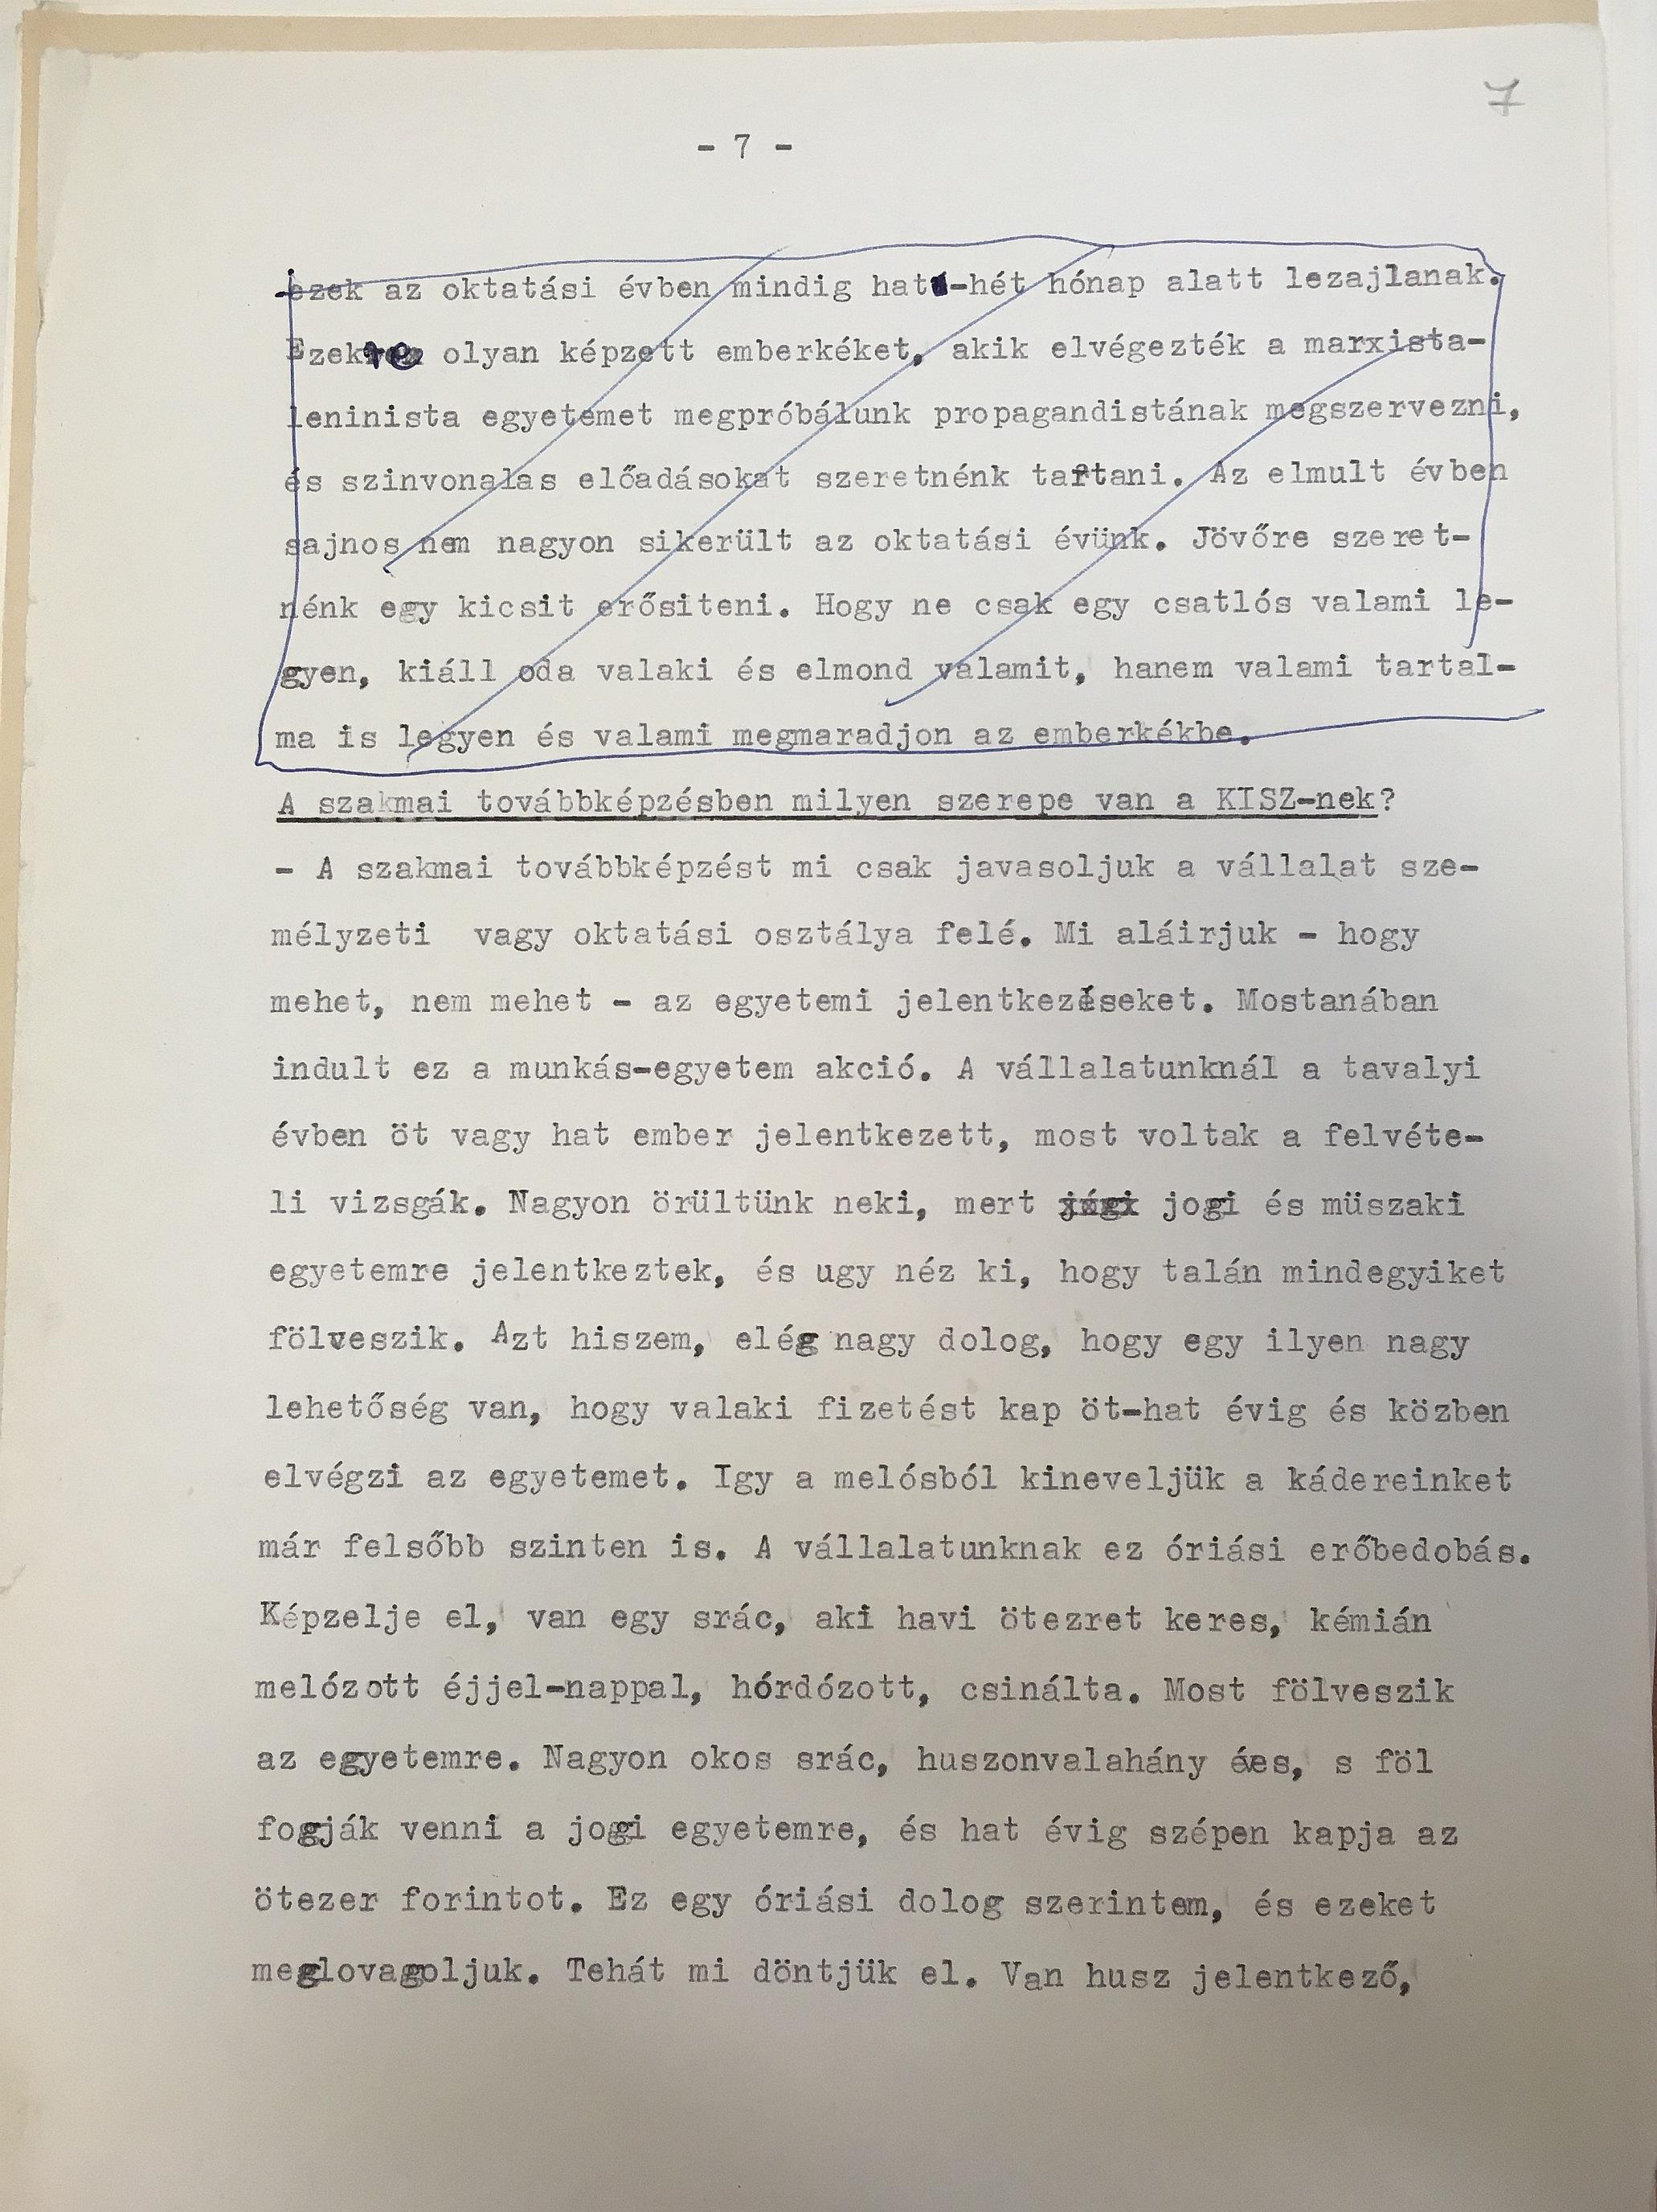 7
- 7 -
ezek az oktatási évben mindig hat-hét hónap alatt lezajlanak.
Ezekre olyan képzett emberkéket, akik elvégezték a marxista-
leninista egyetemet megpróbálunk propagandistának megszervezni,
és szinvonalas előadásokat szeretnénk tartani. Az elmult évben
sajnos nem nagyon sikerült az oktatási évünk. Jövőre szeret-
nénk egy kicsit erősiteni. Hogy ne csak egy csatlós valami le-
gyen, kiáll oda valaki és elmond valamit, hanem valami tartal-
ma is legyen és valami megmaradjon az emberkékbe.
A szakmai továbbképzésben milyen szerepe van a KISZ-nek?
- A szakmai továbbképzést mi csak javasoljuk a vállalat sze-
mélyzeti vagy oktatási osztálya felé. Mi aláirjuk - hogy
mehet, nem mehet - az egyetemi jelentkezéseket. Mostanában
indult ez a munkás-egyetem akció. A vállalatunknál a tavalyi
évben öt vagy hat ember jelentkezett, most voltak a felvéte-
li vizsgák. Nagyon örültünk neki, mert jogi és müszaki
egyetemre jelentkeztek, és ugy néz ki, hogy talán mindegyiket
fölveszik. Azt hiszem, elég nagy dolog, hogy egy ilyen nagy
lehetőség van, hogy valaki fizetést kap öt-hat évig és közben
elvégzi az egyetemet. Igy a melósból kineveljük a kádereinket
már felsőbb szinten is. A vállalatunknak ez óriási erőbedobás.
Képzelje el, van egy srác, aki havi ötezret keres, kémián
melózott éjjel-nappal, hórdózott, csinálta. Most fölveszik
az egyetemre. Nagyon okos srác, huszonvalahány éves, s föl
fogják venni a jogi egyetemre, és hat évig szépen kapja az
ötezer forintot. Ez egy óriási dolog szerintem, és ezeket
meglovagoljuk. Tehát mi döntjük el. Van husz jelentkező,